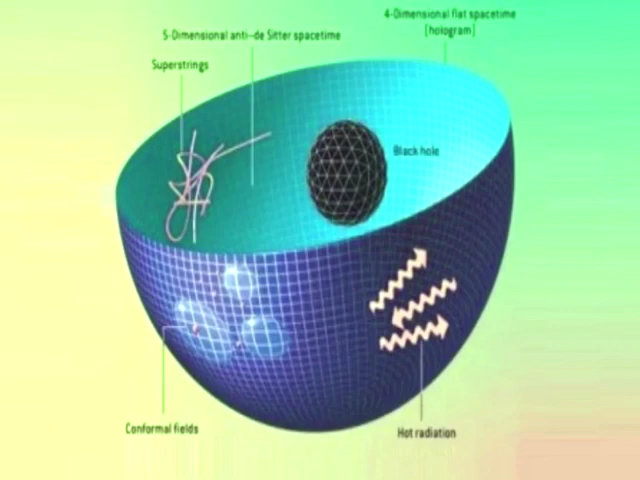 4-Dimensional flat spacetime
[hologram]
5-Dimensional anti-de Sitter spacetime
Superstrings
Black hole
Conformal fields
Hot radiation